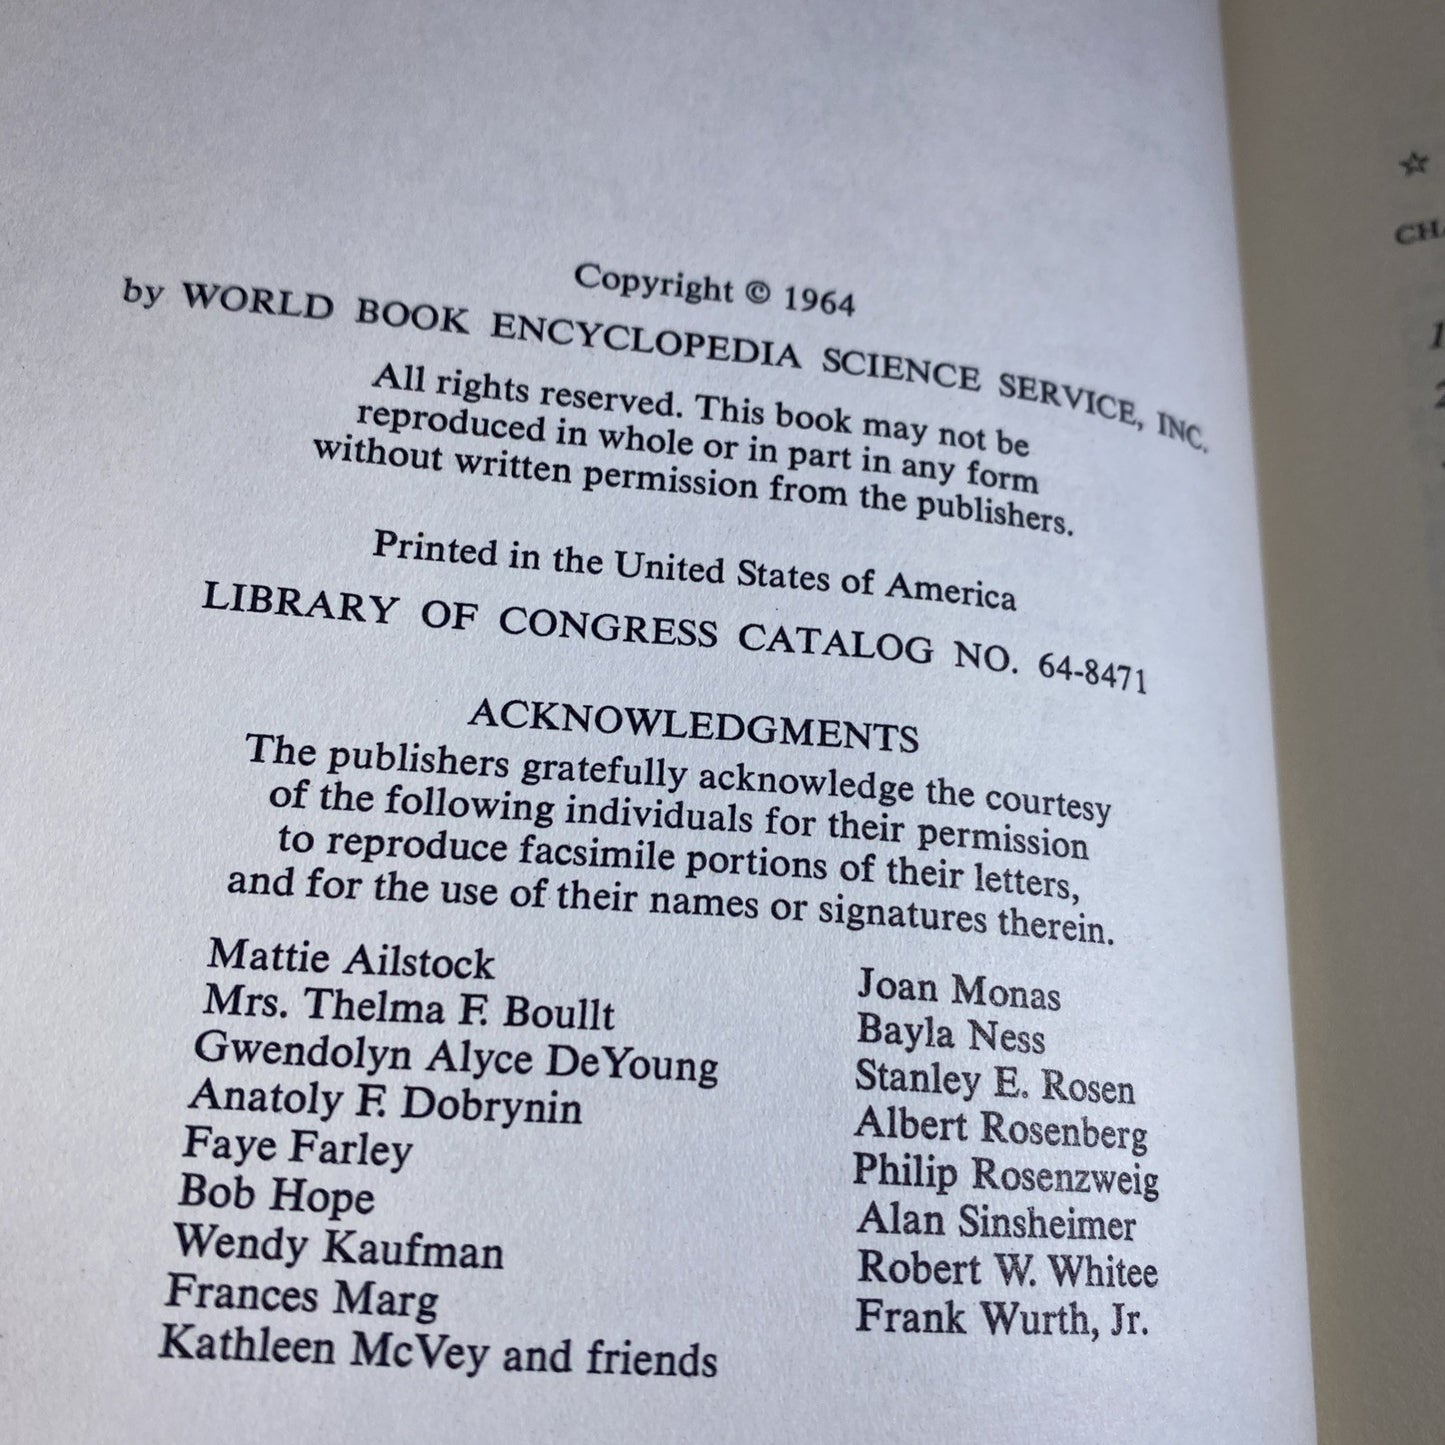 Copyright © 1964
by WORLD BOOK ENCYCLOPEDIA SCIENCE SERVICE, INC.
All rights reserved. This book may not be
reproduced in whole or in part in any form
without written permission from the publishers.
Printed in the United States of America
LIBRARY OF CONGRESS CATALOG NO. 64-8471
ACKNOWLEDGMENTS
The publishers gratefully acknowledge the courtesy
of the following individuals for their permission
to reproduce facsimile portions of their letters,
and for the use of their names or signatures therein.
Mattie Ailstock
Mrs. Thelma F. Boullt
Gwendolyn Alyce DeYoung
Anatoly F. Dobrynin
Faye Farley
Bob Hope
Wendy Kaufman
Frances Marg
Kathleen McVey and friends
Joan Monas
Bayla Ness
Stanley E. Rosen
Albert Rosenberg
Philip Rosenzweig
Alan Sinsheimer
Robert W. Whitee
Frank Wurth, Jr.